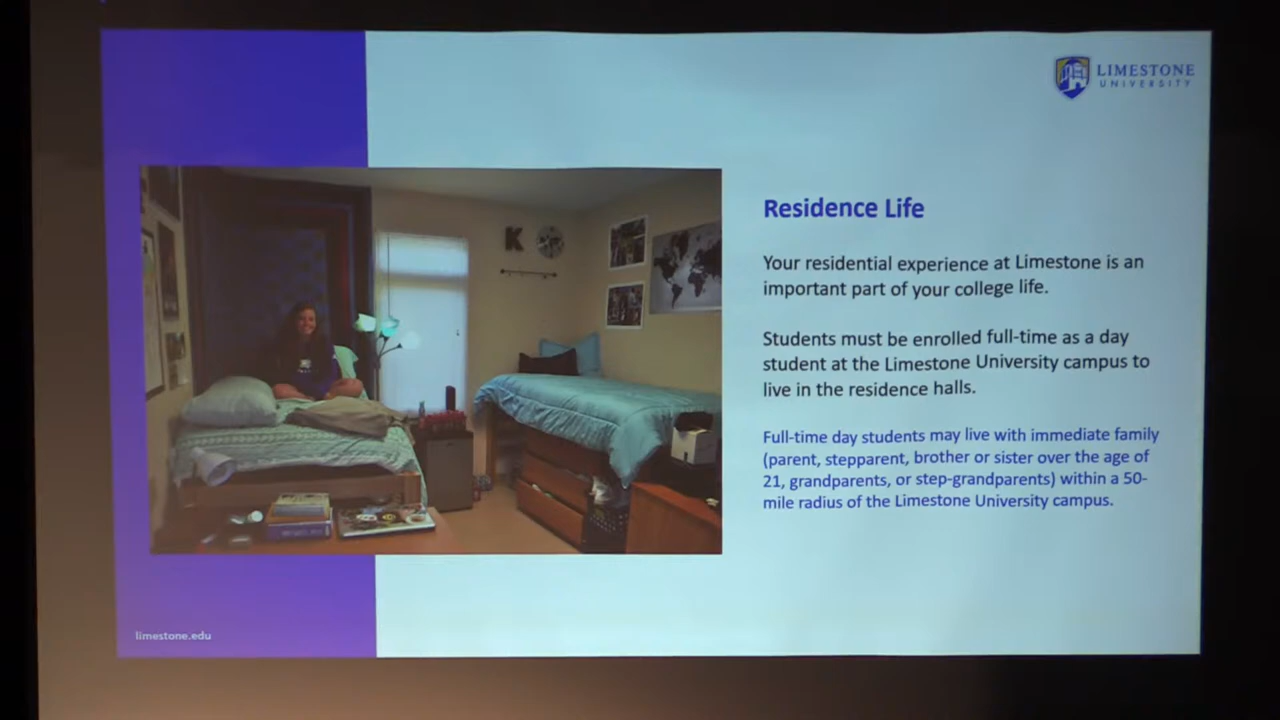 LIMESTONE
UNIVERSITY
K
Residence Life
Your residential experience at Limestone is an
important part of your college life.
Students must be enrolled full-time as a day
student at the Limestone University campus to
live in the residence halls.
Full-time day students may live with immediate family
(parent, stepparent, brother or sister over the age of
21, grandparents, or step-grandparents) within a 50-
mile radius of the Limestone University campus.
limestone.edu